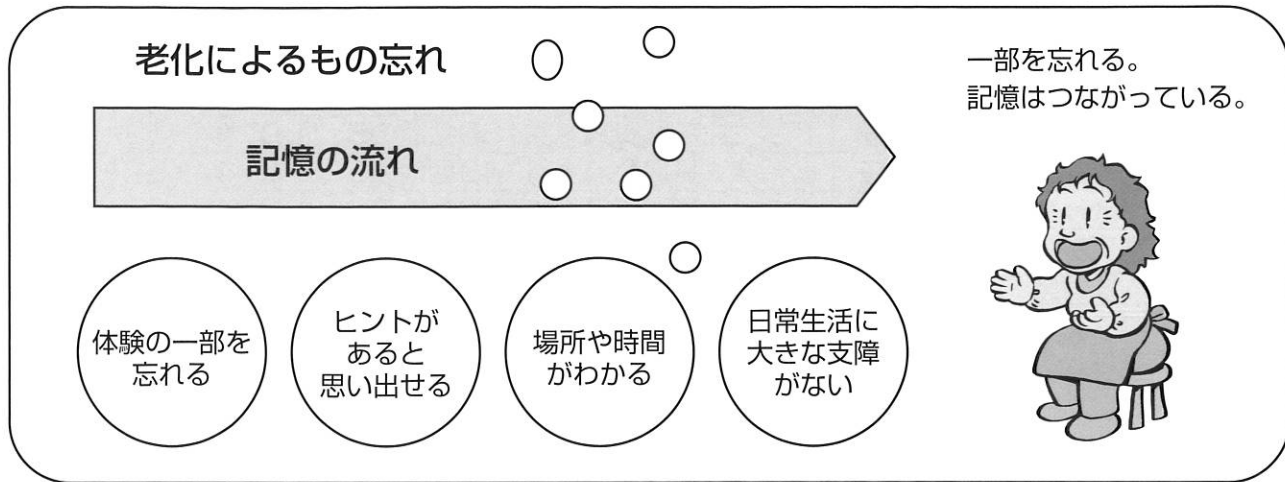 老化によるもの忘れ
一部を忘れる。
記憶はつながっている。
記憶の流れ
体験の一部を
忘れる
ヒントが
あると
思い出せる
場所や時間
がわかる
日常生活に
大きな支障
がない